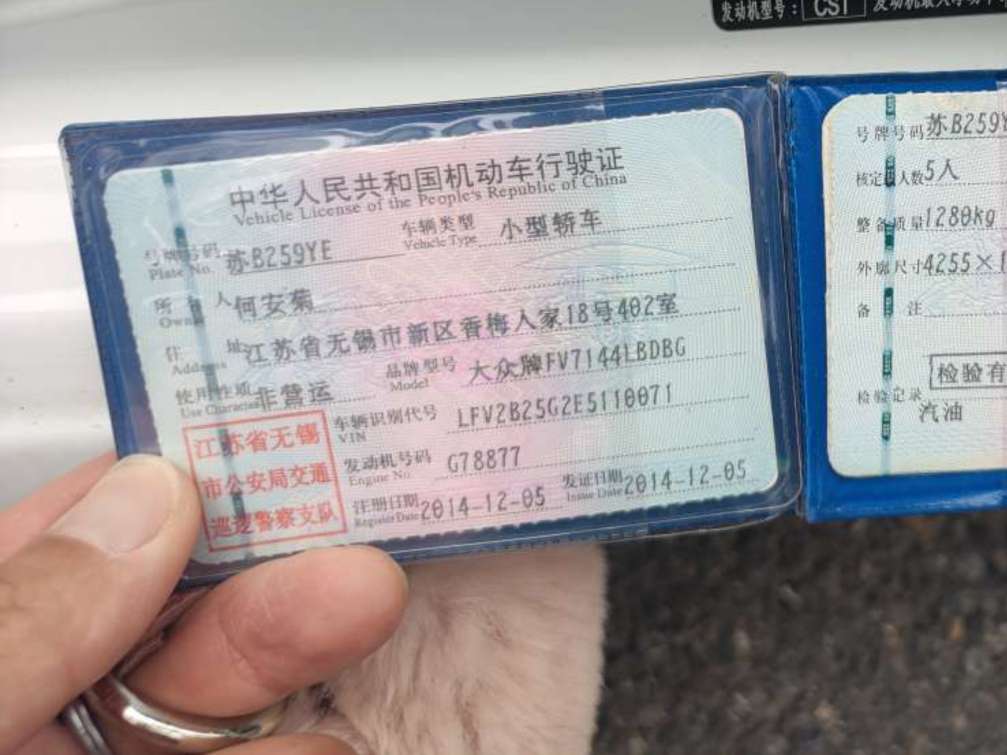 发动机型号: CST
中华人民共和国机动车行驶证
Vehicle License of the People's Republic of China
号牌号码 苏B259YE 车辆类型 小型轿车
Plate No. Vehicle Type
所 人 何安菊
Owner
住 址 江苏省无锡市新区香梅人家18号402室
Address
使用性质 非营运 品牌型号 大众牌FV7144LBDBG
Use Character Model
车辆识别代号 LFV2B25G2E5110071
VIN
发动机号码 G78877
Engine No.
注册日期 2014-12-05 发证日期 2014-12-05
Register Date Issue Date
江苏省无锡
市公安局交通
巡逻警察支队
号牌号码 苏B259
核定 人数 5人
整备质量 1280kg
外廓尺寸 4255×1
备 注
检验有
检验记录
汽油